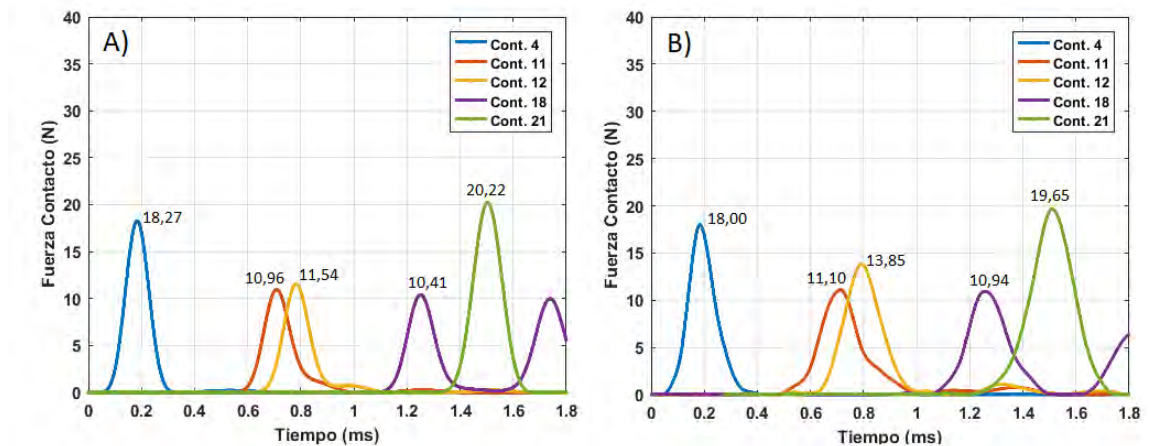 A)
40
35
30
25
20
15
10
5
0
Fuerza Contacto (N)
0 0.2 0.4 0.6 0.8 1 1.2 1.4 1.6 1.8
Tiempo (ms)
Cont. 4
Cont. 11
Cont. 12
Cont. 18
Cont. 21
18,27
10,96
11,54
10,41
20,22
B)
40
35
30
25
20
15
10
5
0
Fuerza Contacto (N)
0 0.2 0.4 0.6 0.8 1 1.2 1.4 1.6 1.8
Tiempo (ms)
Cont. 4
Cont. 11
Cont. 12
Cont. 18
Cont. 21
18,00
11,10
13,85
10,94
19,65